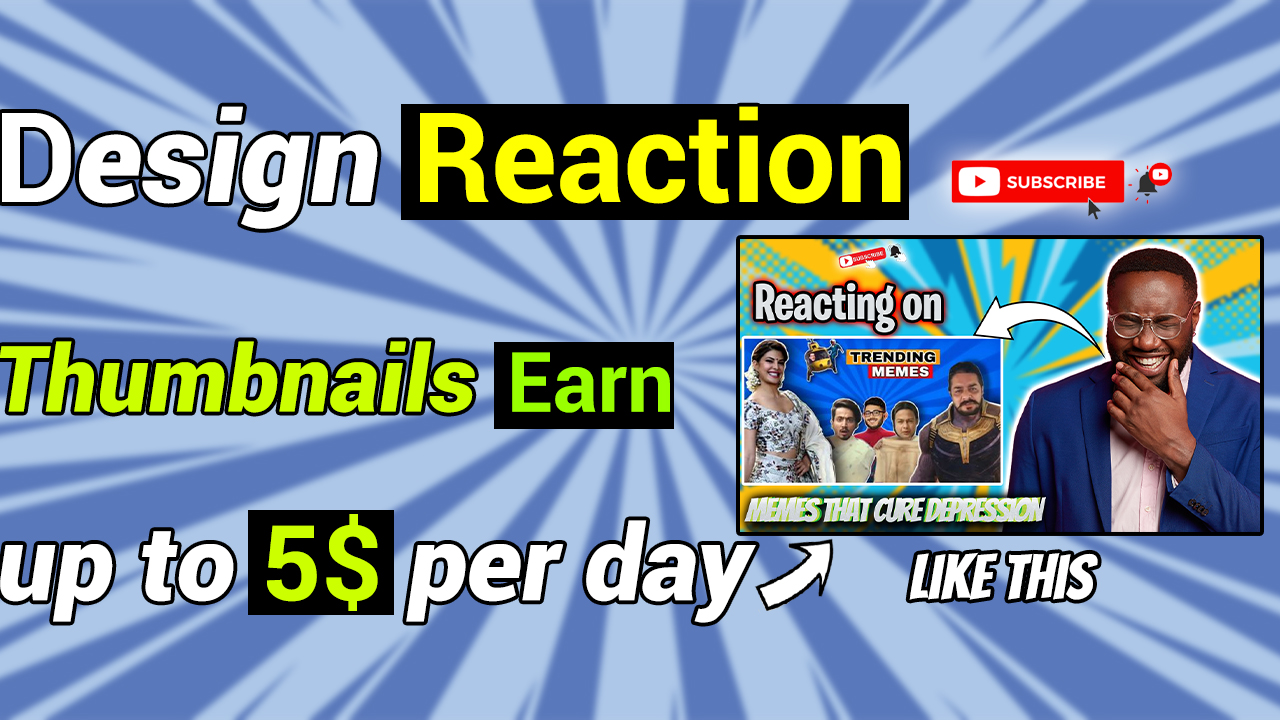 Design Reaction
SUBSCRIBE
SUBSCRIBE
Reacting on
TRENDING
MEMES
Thumbnails Earn
MEMES THAT CURE DEPRESSION
up to 5$ per day
LIKE THIS